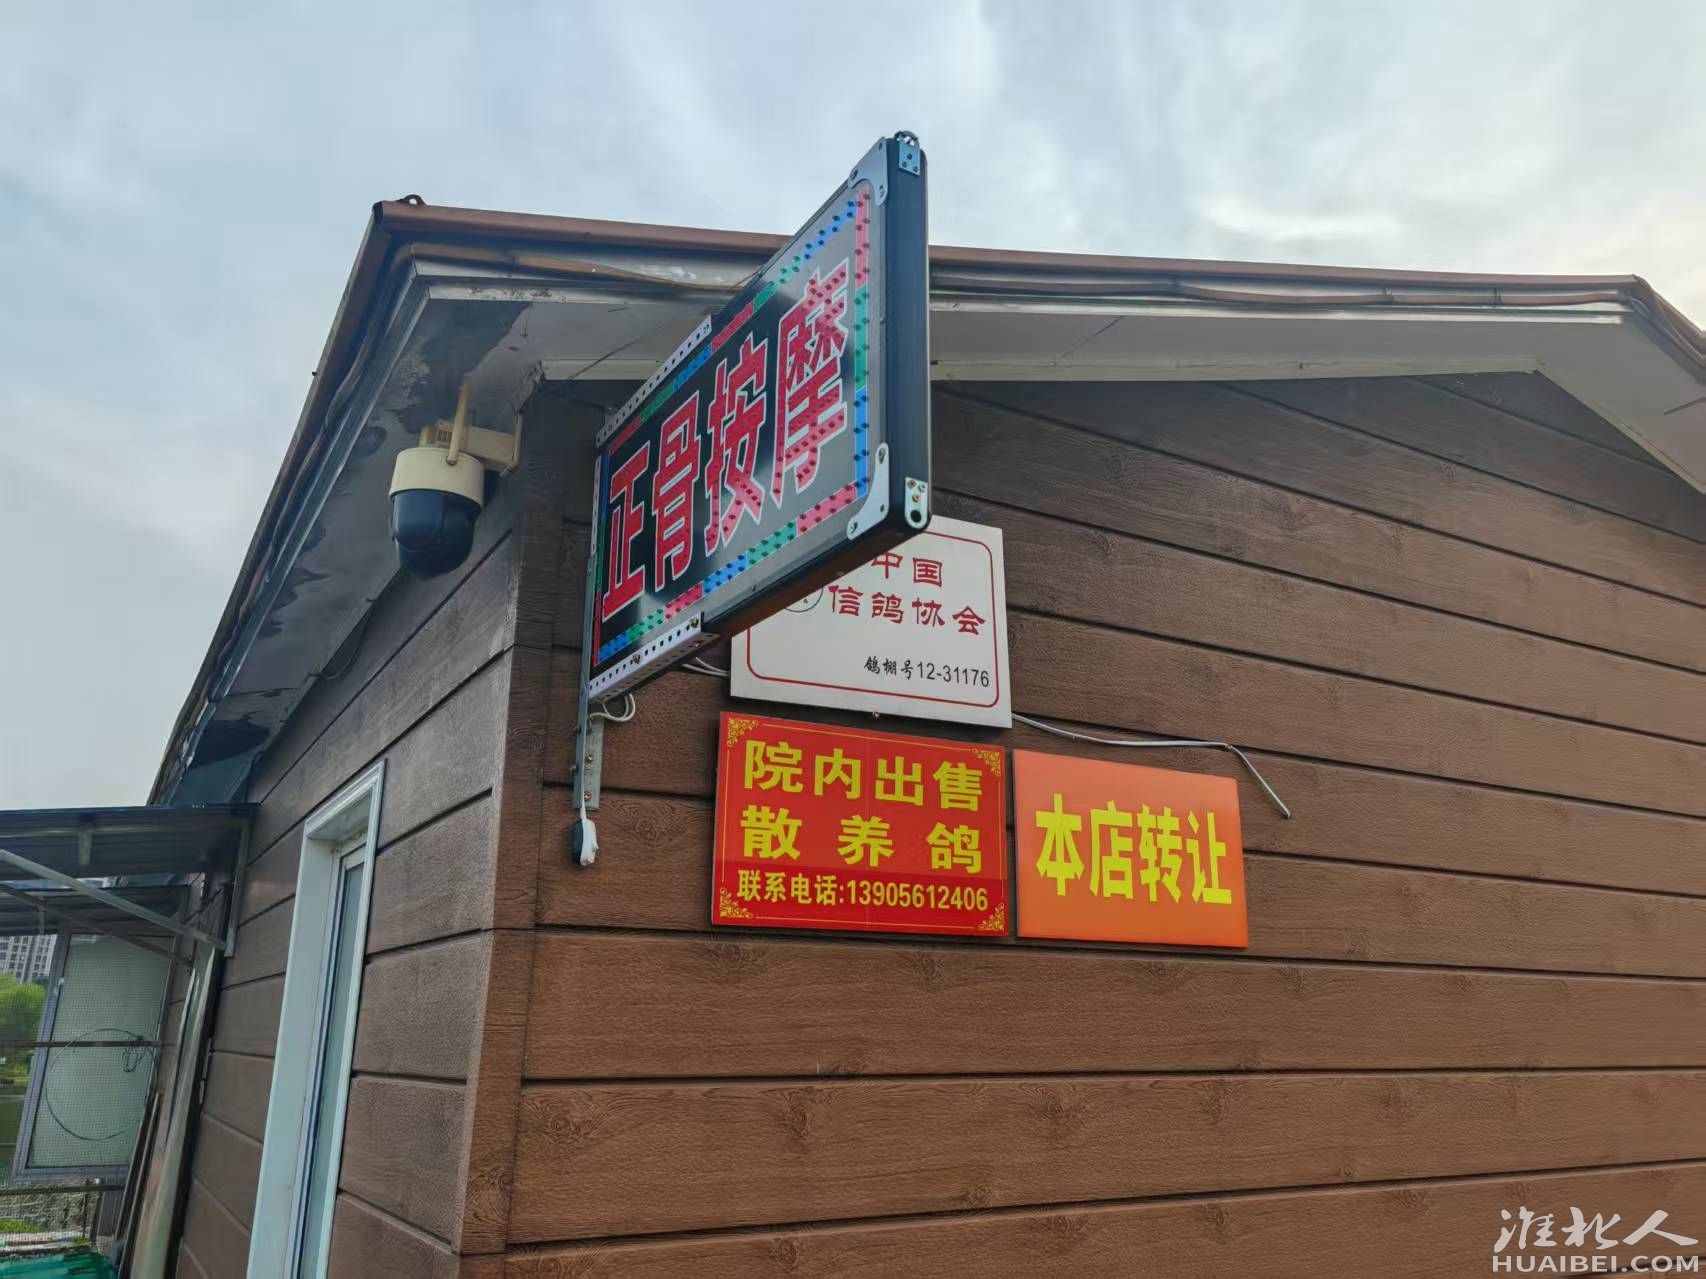 正骨按摩
中国
信鸽协会
鸽棚号12-31176
院内出售
散养鸽
联系电话:13905612406
本店转让
淮北人
HUAIBEI.COM